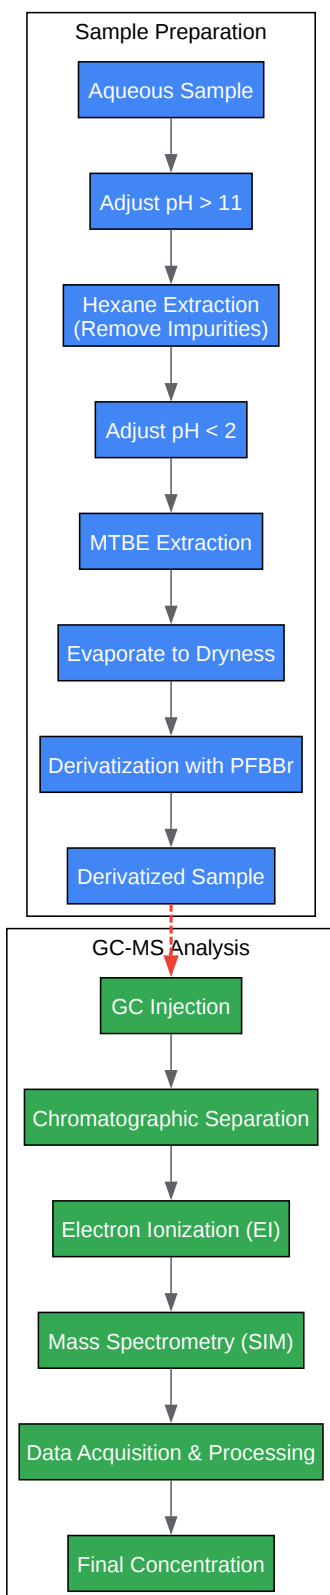 Sample Preparation
Aqueous Sample
Adjust pH > 11
Hexane Extraction
(Remove Impurities)
Adjust pH < 2
MTBE Extraction
Evaporate to Dryness
Derivatization with PFBBr
Derivatized Sample
GC-MS Analysis
GC Injection
Chromatographic Separation
Electron Ionization (EI)
Mass Spectrometry (SIM)
Data Acquisition & Processing
Final Concentration